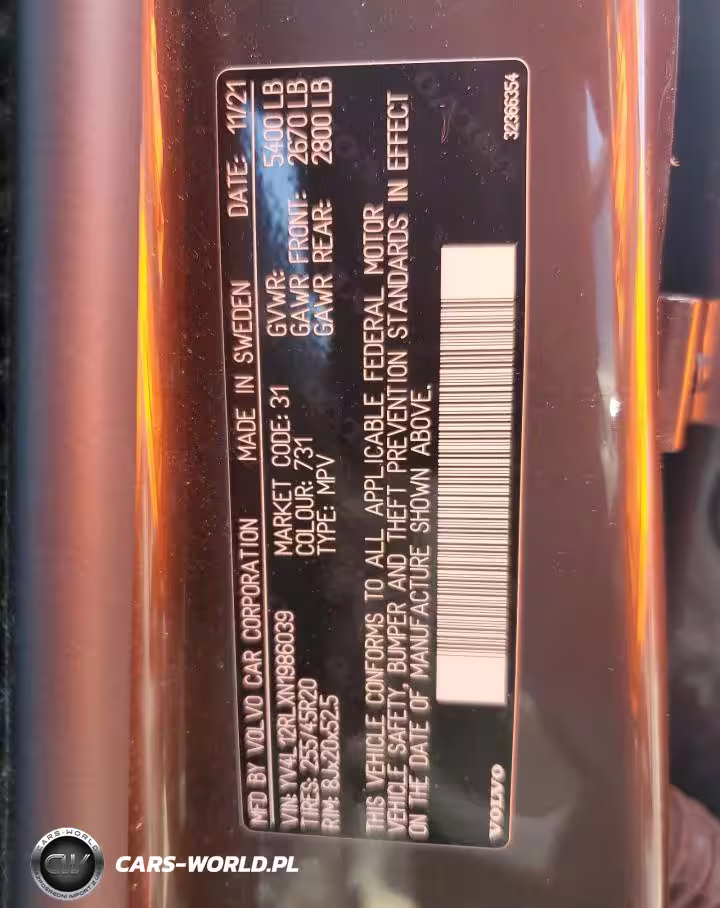 MFD BY VOLVO CAR CORPORATION MADE IN SWEDEN DATE: 11/21
VIN: YV4L12RLXN1986039 MARKET CODE: 31 GVWR: 5400 LB
TIRES: 255/45R20 COLOUR: 731 GAWR FRONT: 2670 LB
RIM: 8Jx20x52.5 TYPE: MPV GAWR REAR: 2800 LB
THIS VEHICLE CONFORMS TO ALL APPLICABLE FEDERAL MOTOR
VEHICLE SAFETY, BUMPER AND THEFT PREVENTION STANDARDS IN EFFECT
ON THE DATE OF MANUFACTURE SHOWN ABOVE.
VOLVO 32366354
CARS-WORLD
CW
CARS-WORLD.PL